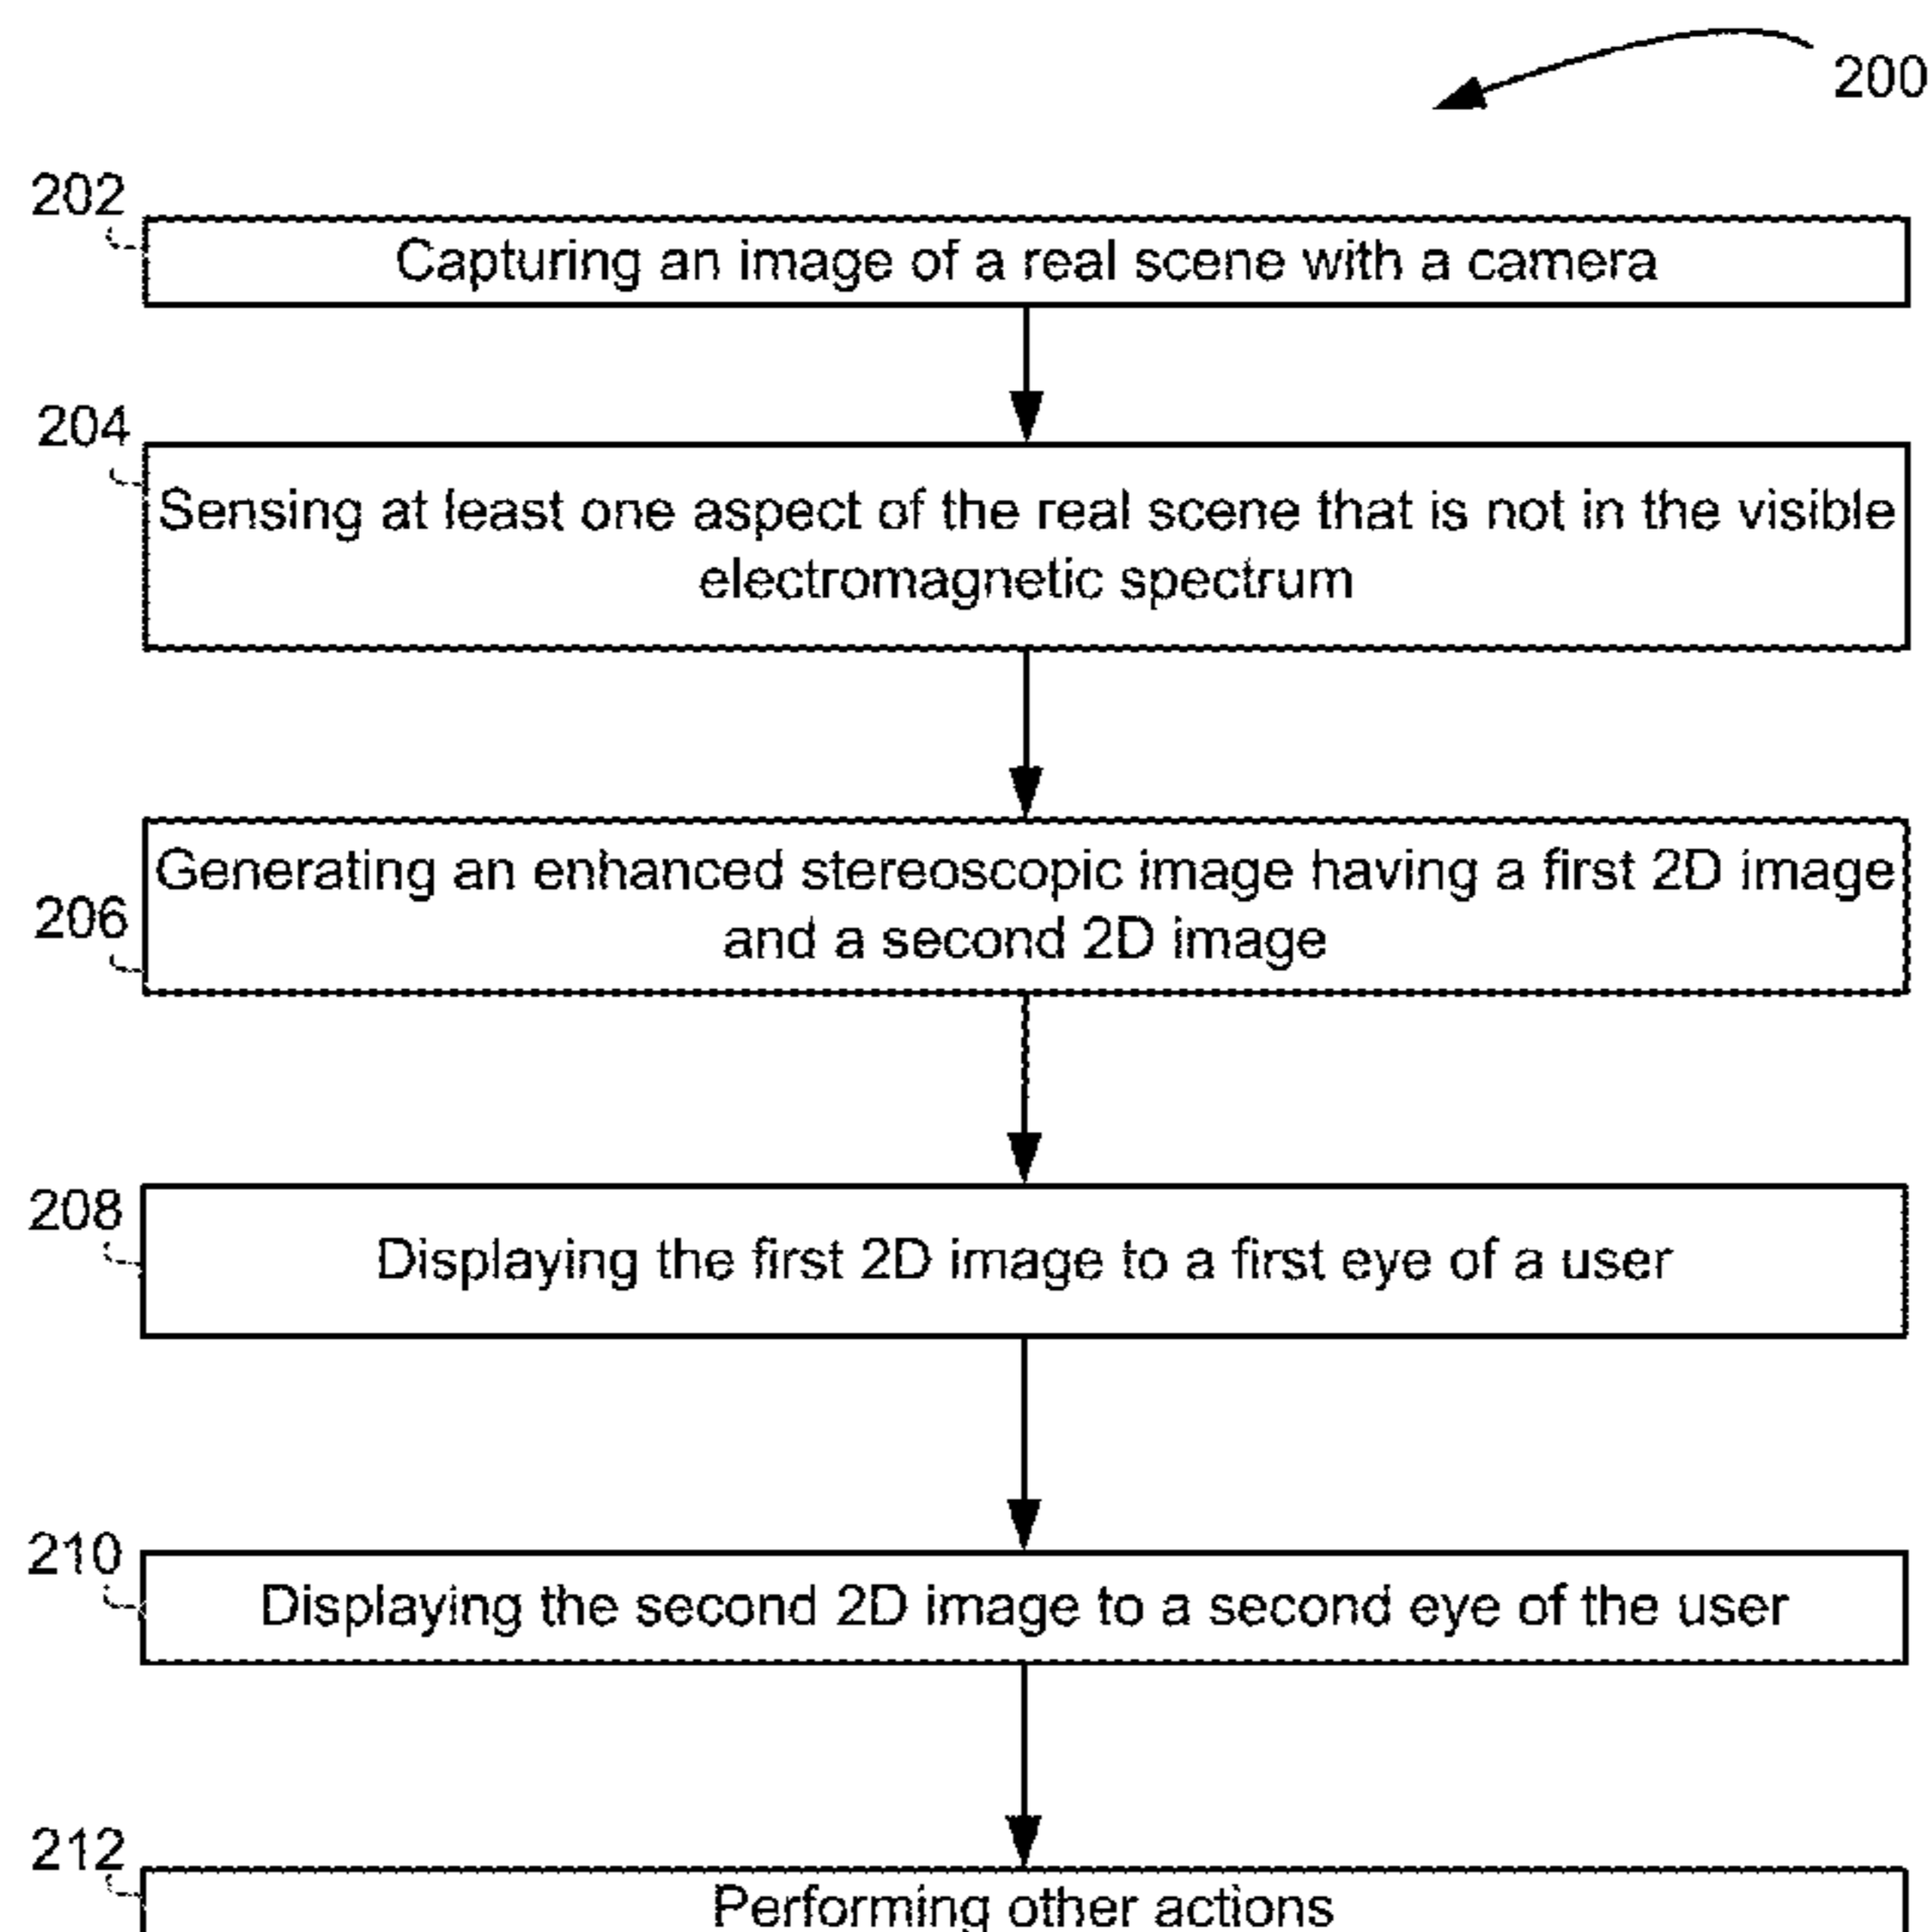 200
202
Capturing an image of a real scene with a camera
204
Sensing at least one aspect of the real scene that is not in the visible
electromagnetic spectrum
206
Generating an enhanced stereoscopic image having a first 2D image
and a second 2D image
208
Displaying the first 2D image to a first eye of a user
210
Displaying the second 2D image to a second eye of the user
212
Performing other actions